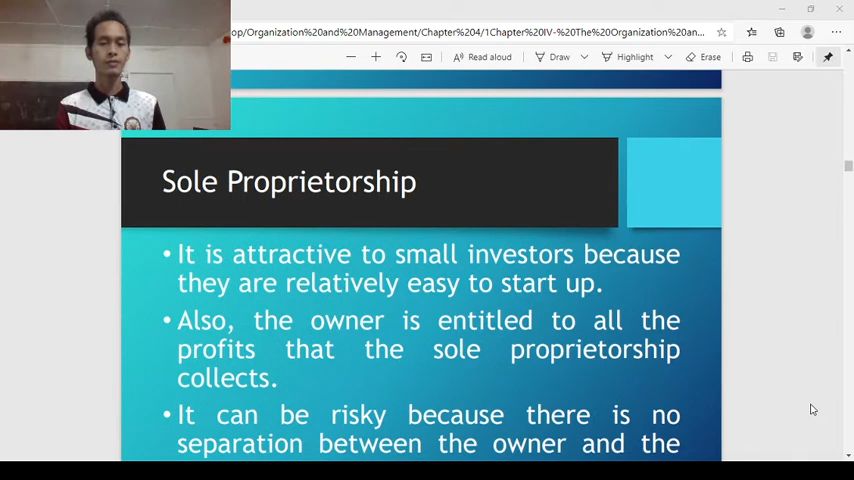 op/Organization%20and%20Management/Chapter%204/1Chapter%20IV-%20The%20Organization%20an...
Read aloud
Draw
Highlight
Erase
Sole Proprietorship
• It is attractive to small investors because
they are relatively easy to start up.
• Also, the owner is entitled to all the
profits that the sole proprietorship
collects.
• It can be risky because there is no
separation between the owner and the